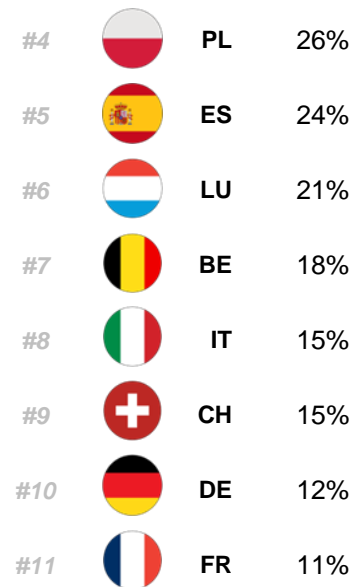 #4 PL 26%
#5 ES 24%
#6 LU 21%
#7 BE 18%
#8 IT 15%
#9 CH 15%
#10 DE 12%
#11 FR 11%